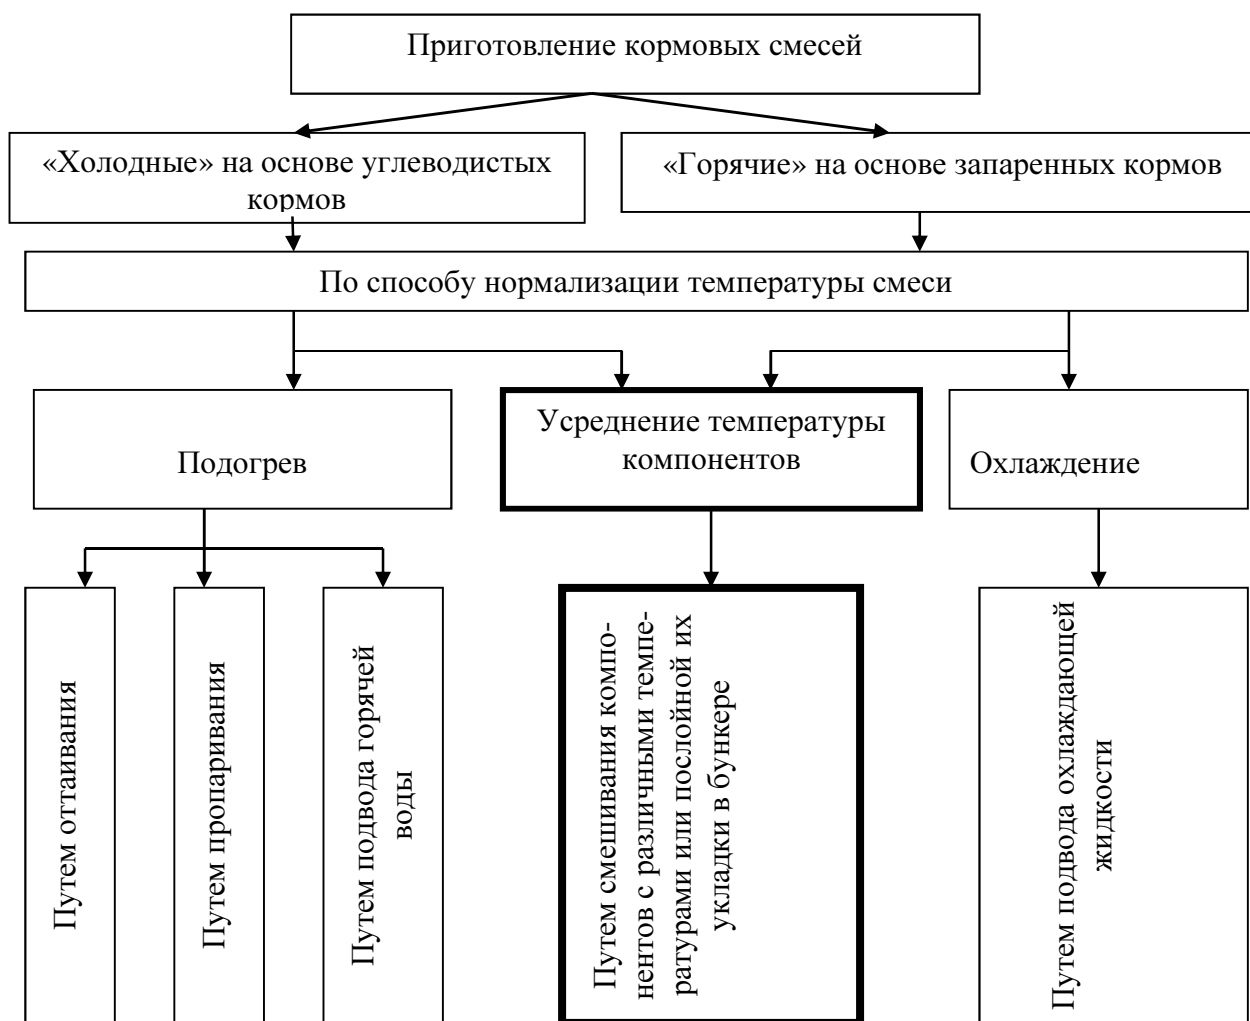 Приготовление кормовых смесей
«Холодные» на основе углеводистых
кормов
«Горячие» на основе запаренных кормов
По способу нормализации температуры смеси
Подогрев
Усреднение температуры
компонентов
Охлаждение
Путем оттаивания
Путем пропаривания
Путем подвода горячей
воды
Путем смешивания компо-
нентов с различными темпе-
ратурами или послойной их
укладки в бункере
Путем подвода охлаждающей
жидкости